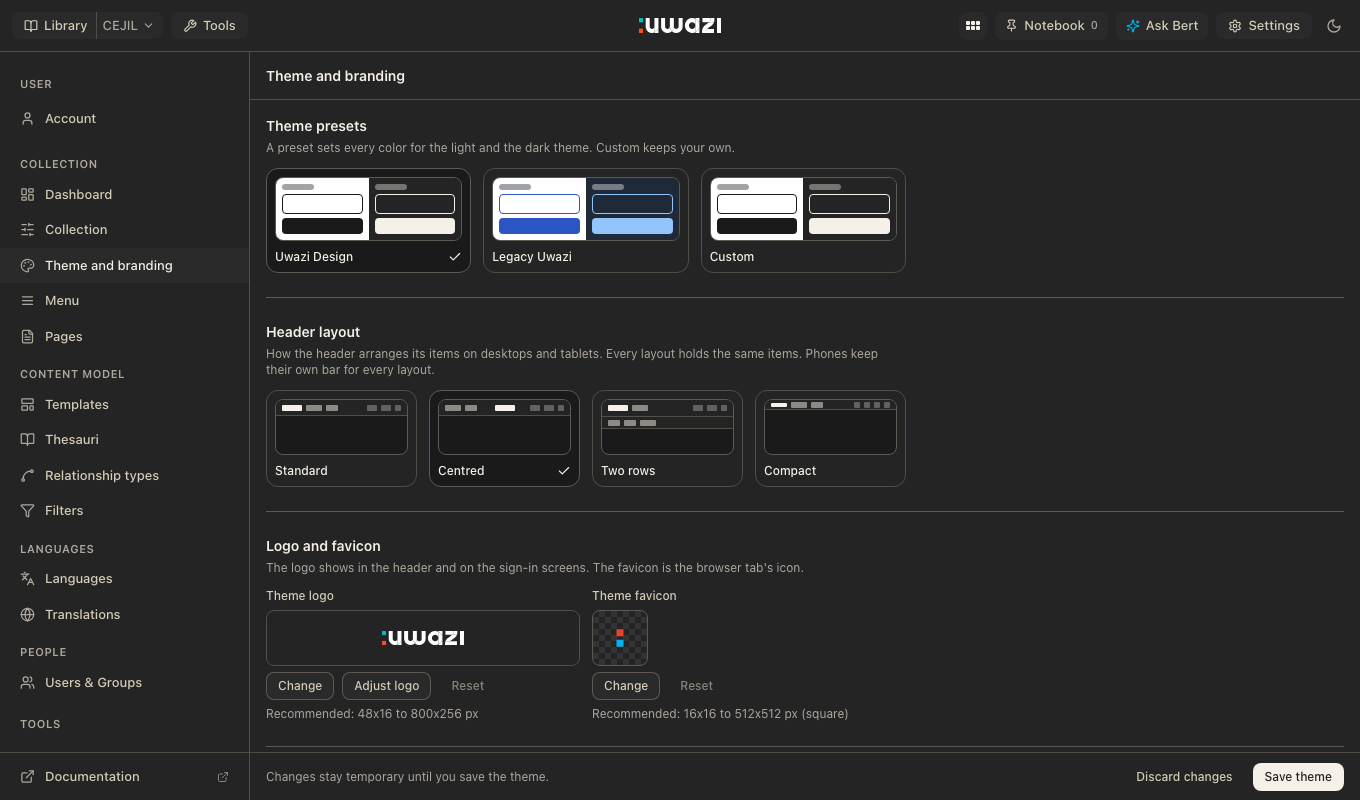 Library
CEJIL
Tools
:uwazi
Notebook 0
Ask Bert
Settings
USER
Account
COLLECTION
Dashboard
Collection
Theme and branding
Menu
Pages
CONTENT MODEL
Templates
Thesauri
Relationship types
Filters
LANGUAGES
Languages
Translations
PEOPLE
Users & Groups
TOOLS
Documentation
Theme and branding
Theme presets
A preset sets every color for the light and the dark theme. Custom keeps your own.
Uwazi Design
Legacy Uwazi
Custom
Header layout
How the header arranges its items on desktops and tablets. Every layout holds the same items. Phones keep
their own bar for every layout.
Standard
Centred
Two rows
Compact
Logo and favicon
The logo shows in the header and on the sign-in screens. The favicon is the browser tab's icon.
Theme logo
Theme favicon
:uwazi
Change
Adjust logo
Reset
Change
Reset
Recommended: 48x16 to 800x256 px
Recommended: 16x16 to 512x512 px (square)
Changes stay temporary until you save the theme.
Discard changes
Save theme